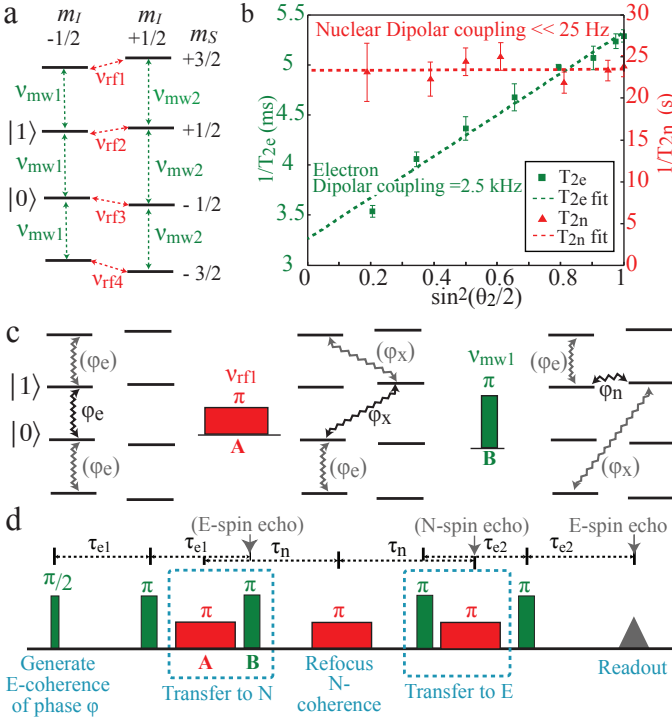 a
m_I
-1/2
m_I
+1/2
m_S
+3/2
+1/2
- 1/2
- 3/2
ν_rf1
ν_rf2
ν_rf3
ν_rf4
ν_mw1
ν_mw1
ν_mw1
ν_mw2
ν_mw2
ν_mw2
|1⟩
|0⟩
b
Nuclear Dipolar coupling << 25 Hz
Electron
Dipolar coupling =2.5 kHz
T_2e
T_2e fit
T_2n
T_2n fit
1/T_2e (ms)
5.5
5
4.5
4
3.5
3
1/T_2n (s)
30
25
20
15
10
5
0
0
0.2
0.4
0.6
0.8
1
sin²(θ₂/2)
c
|1⟩
|0⟩
(φ_e)
φ_e
(φ_e)
ν_rf1
π
A
(φ_x)
φ_x
(φ_e)
ν_mw1
π
B
(φ_e)
φ_n
(φ_x)
d
(E-spin echo)
(N-spin echo)
E-spin echo
τ_e1
τ_e1
τ_n
τ_n
τ_e2
τ_e2
π/2
π
π
π
π
π
π
π
A
B
Generate
E-coherence
of phase φ
Transfer to N
Refocus
N-
coherence
Transfer to E
Readout